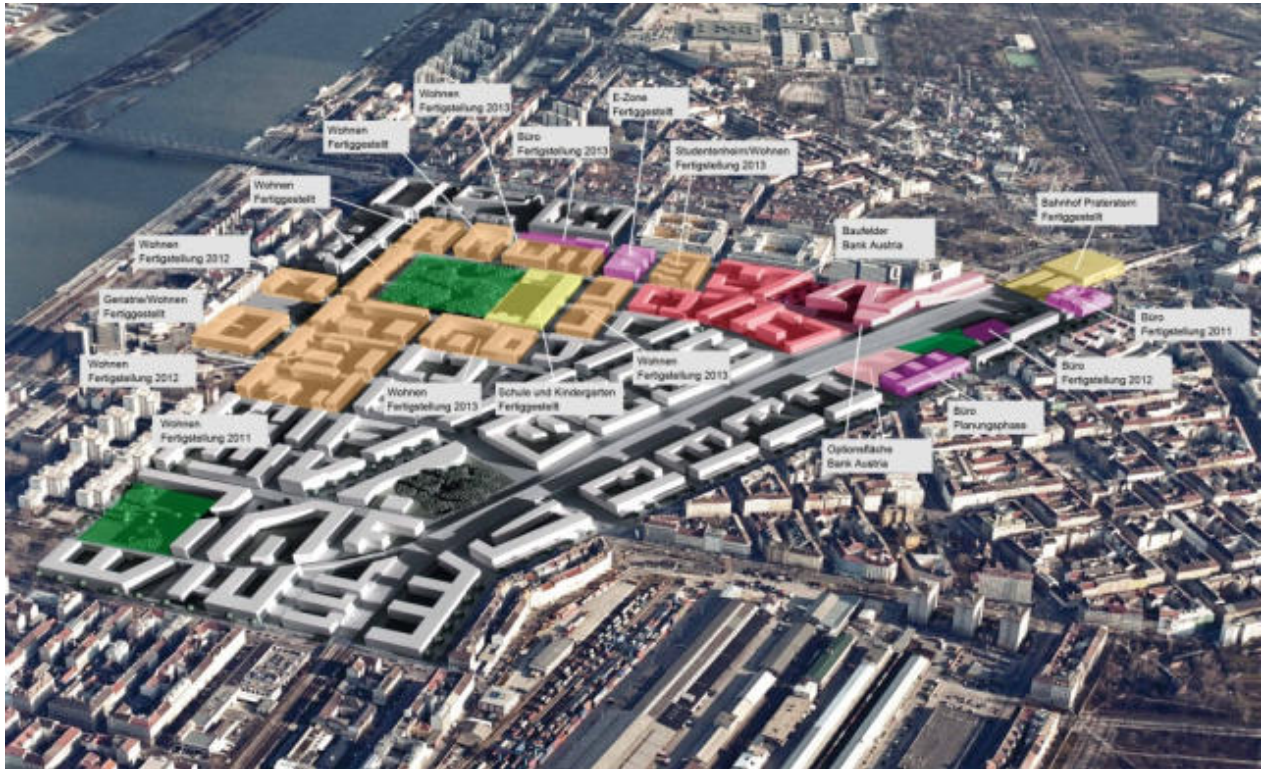 Wohnen
Fertigstellung 2013
E-Zone
Fertiggestellt
Wohnen
Fertiggestellt
Büro
Fertigstellung 2013
Studentenheim/Wohnen
Fertigstellung 2013
Wohnen
Fertiggestellt
Bahnhof Praterstern
Fertiggestellt
Baufelder
Bank Austria
Wohnen
Fertigstellung 2012
Geriatrie/Wohnen
Fertiggestellt
Büro
Fertigstellung 2011
Wohnen
Fertigstellung 2012
Wohnen
Fertigstellung 2013
Büro
Fertigstellung 2012
Wohnen
Fertigstellung 2013
Schule und Kindergarten
Fertiggestellt
Büro
Planungsphase
Wohnen
Fertigstellung 2011
Optionsfläche
Bank Austria